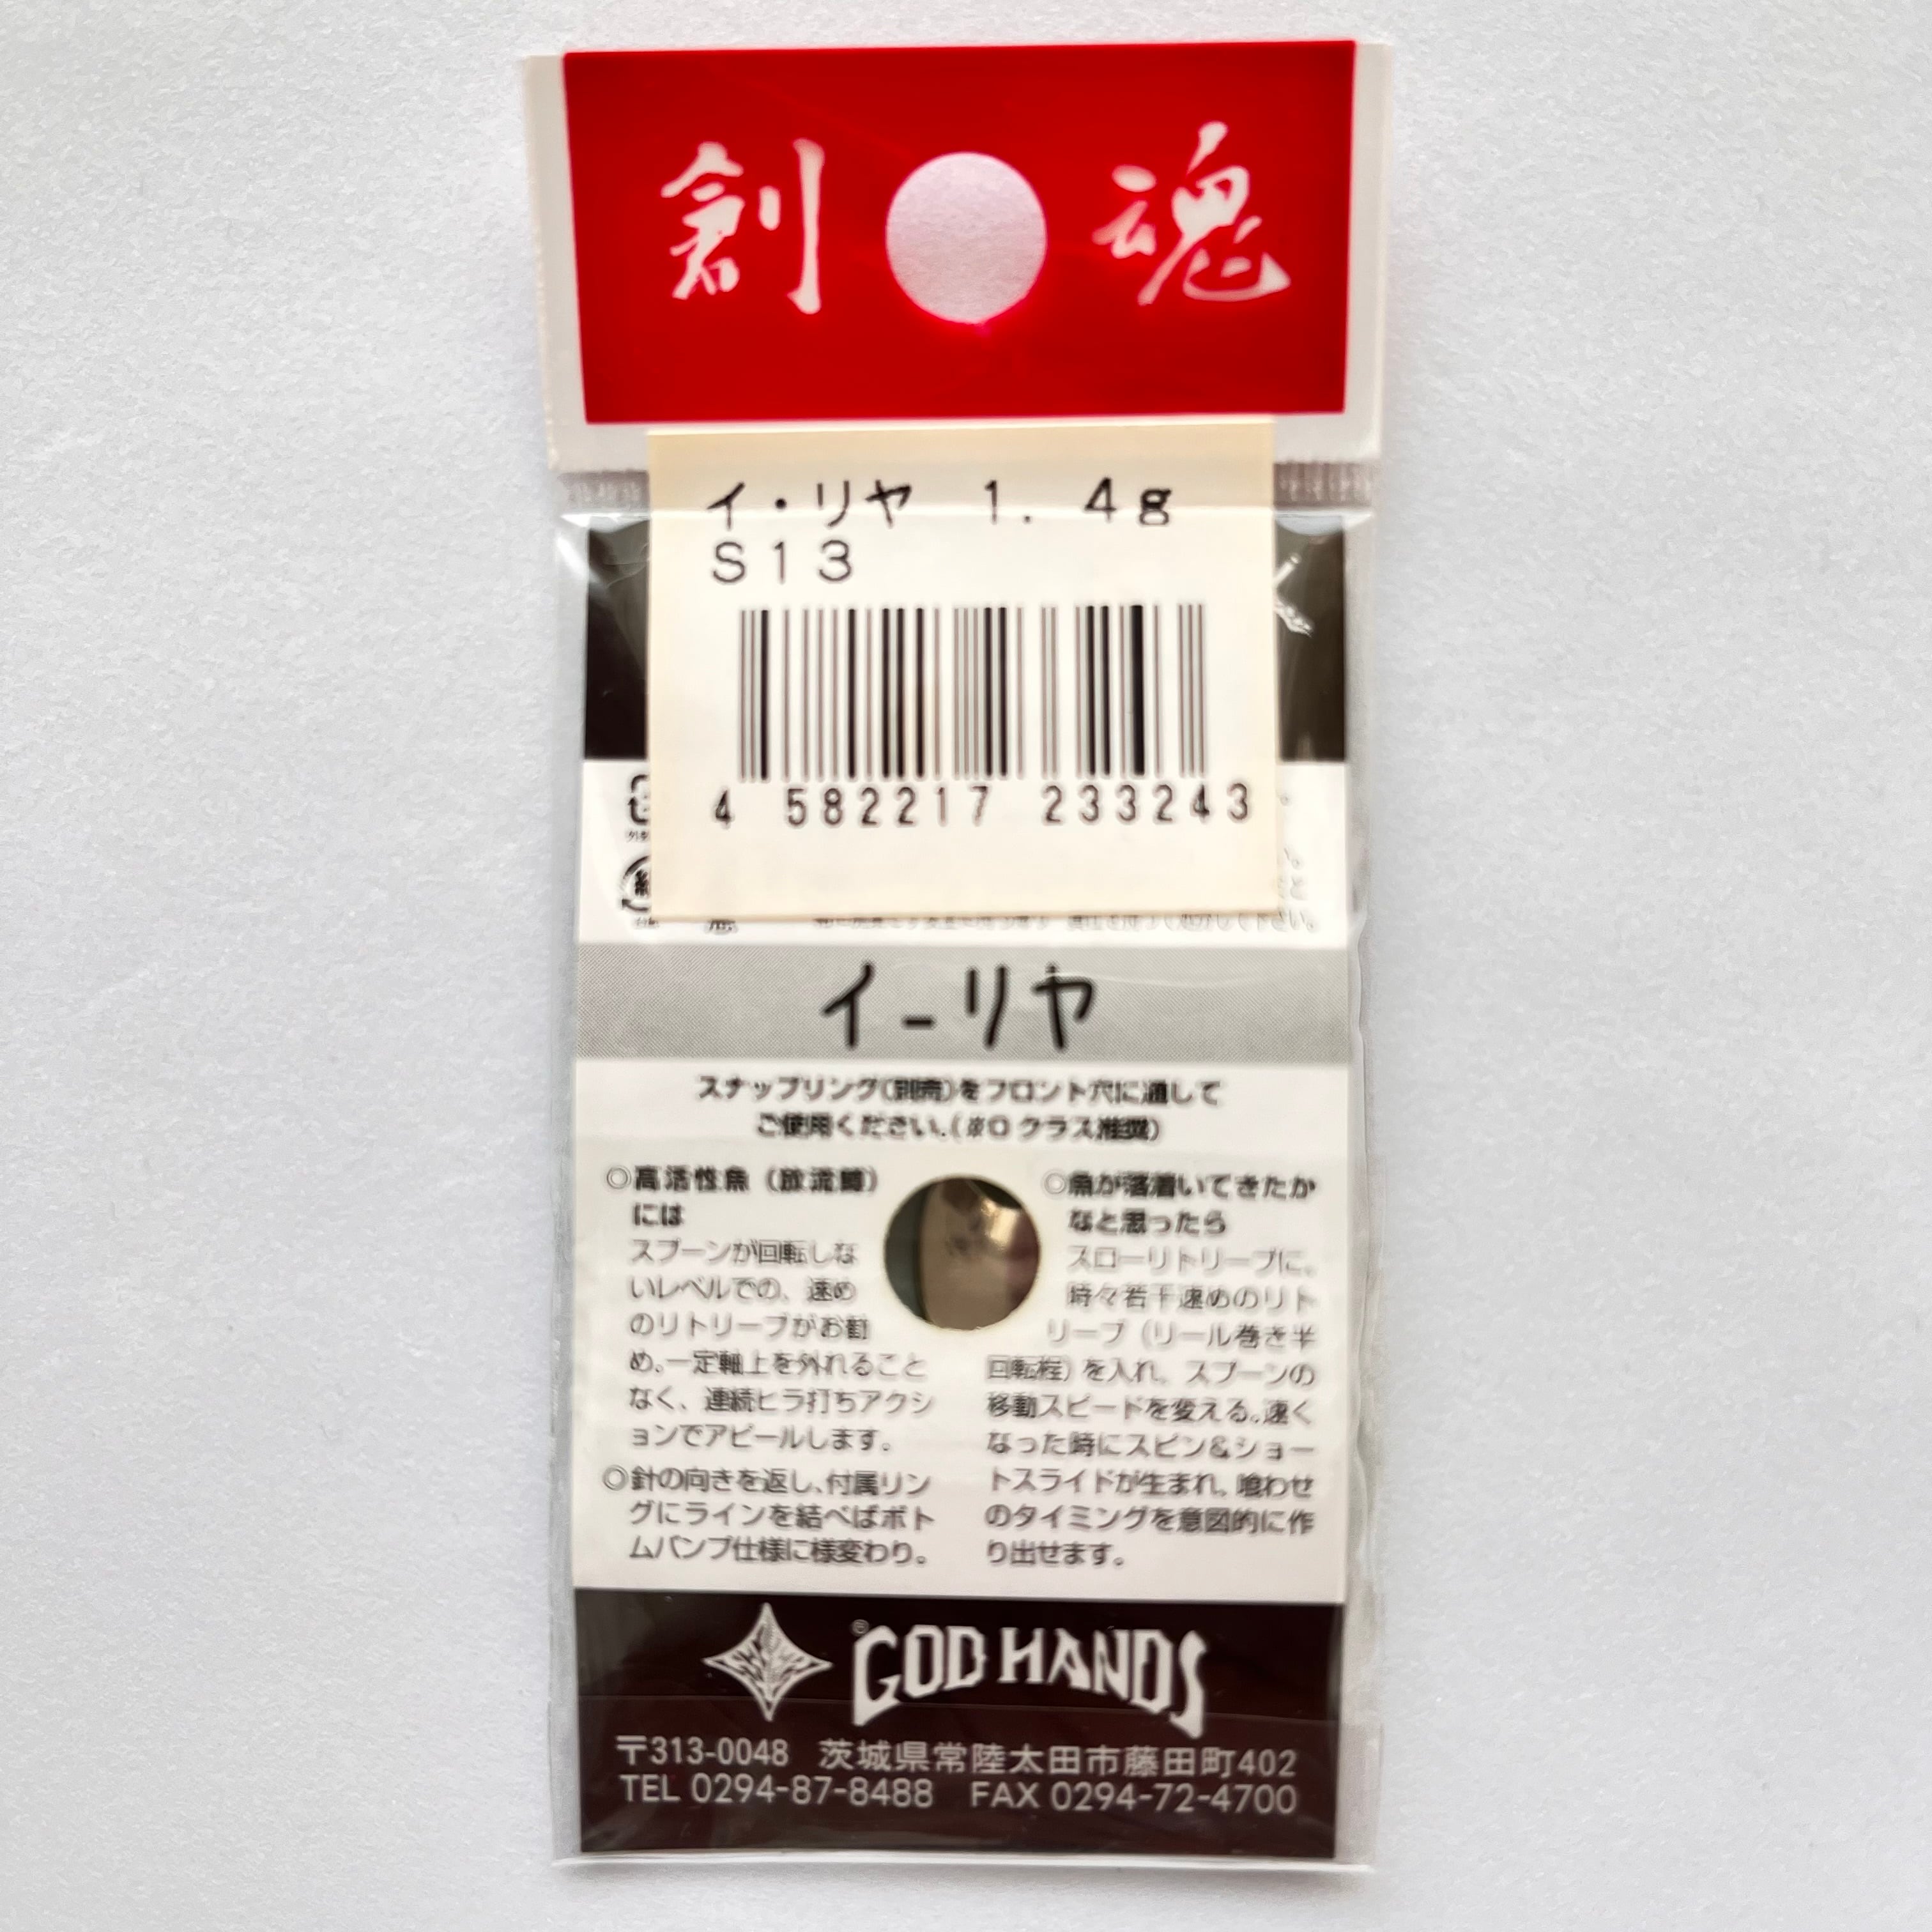 創 魂
イ・リヤ 1.4g
S13
4 582217 233243
イ-リヤ
スナップリング(別売)をフロント穴に通して
ご使用ください。(※0クラス推奨)
◎高活性魚(放流鱒)
には
スプーンが回転しな
いレベルでの、速め
のリトリーブがお勧
め。一定軸上を外れること
なく、連続ヒラ打ちアクシ
ョンでアピールします。
◎針の向きを返し、付属リン
グにラインを結べばボト
ムバンプ仕様に様変わり。
◎魚が落着いてきたか
なと思ったら
スローリトリーブに、
時々若干速めのリト
リーブ(リール巻き半
回転程)を入れ、スプーンの
移動スピードを変える。速く
なった時にスピン&ショー
トスライドが生まれ、喰わせ
のタイミングを意図的に作
り出せます。
®GOD HANDS
〒313-0048 茨城県常陸太田市藤田町402
TEL 0294-87-8488 FAX 0294-72-4700